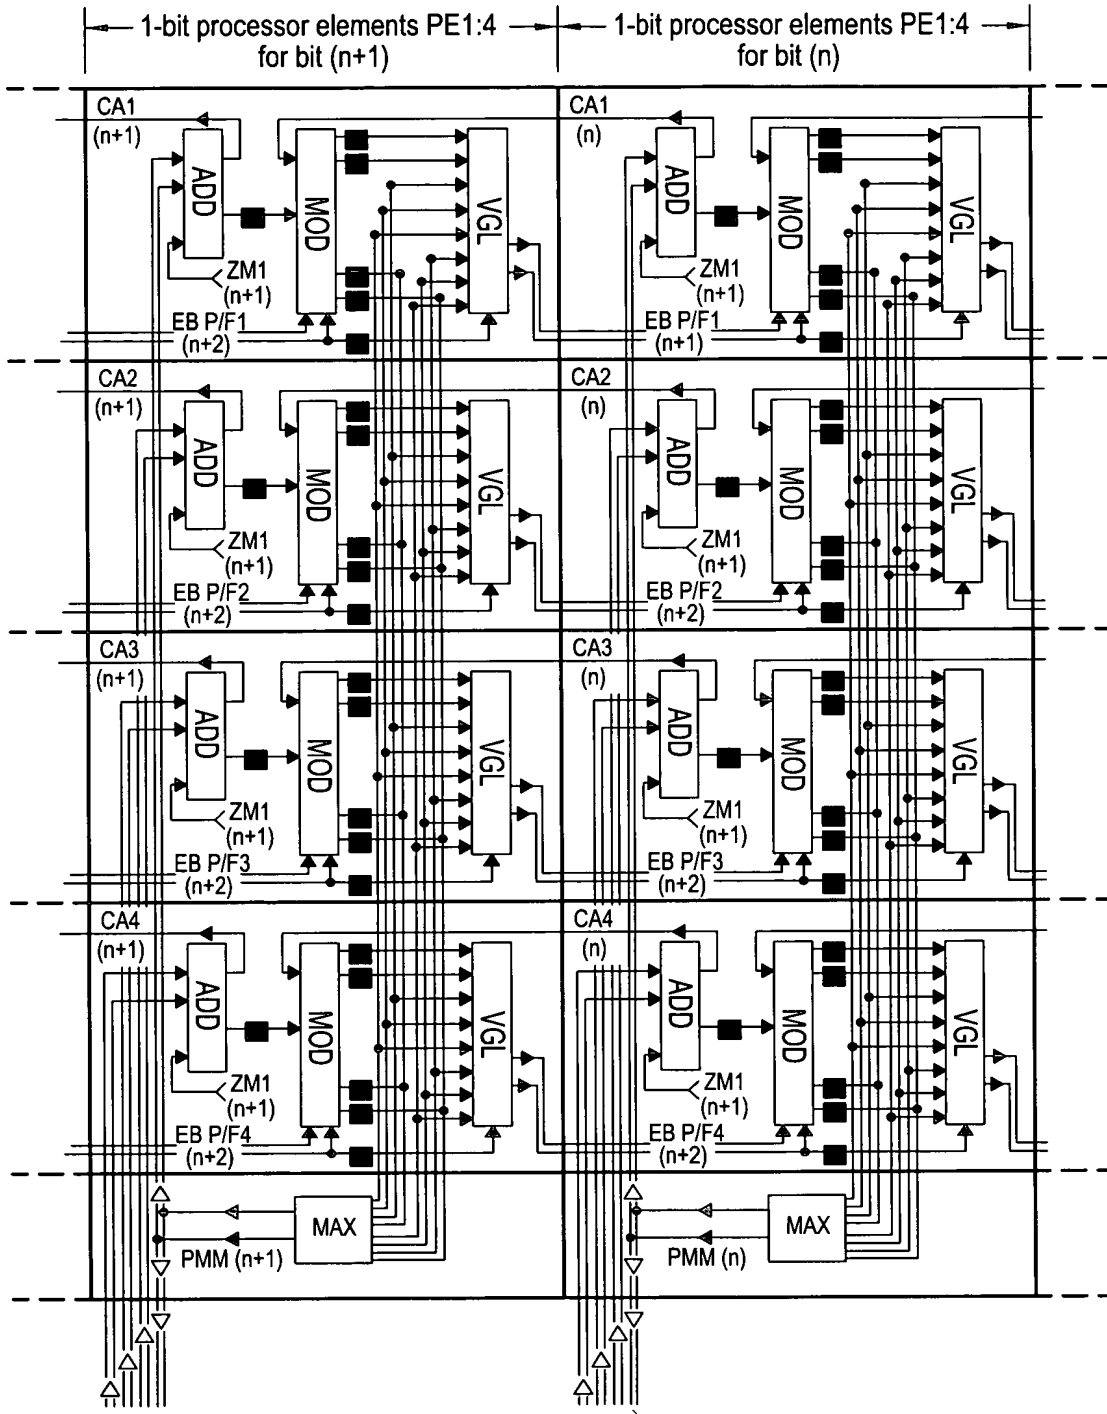 1-bit processor elements PE1:4
for bit (n+1)
1-bit processor elements PE1:4
for bit (n)
CA1
(n+1)
ADD
MOD
VGL
ZM1
(n+1)
EB P/F1
(n+2)
CA1
(n)
ADD
MOD
VGL
ZM1
(n+1)
EB P/F1
(n+1)
CA2
(n+1)
ADD
MOD
VGL
ZM1
(n+1)
EB P/F2
(n+2)
CA2
(n)
ADD
MOD
VGL
ZM1
(n+1)
EB P/F2
(n+2)
CA3
(n+1)
ADD
MOD
VGL
ZM1
(n+1)
EB P/F3
(n+2)
CA3
(n)
ADD
MOD
VGL
ZM1
(n+1)
EB P/F3
(n+2)
CA4
(n+1)
ADD
MOD
VGL
ZM1
(n+1)
EB P/F4
(n+2)
CA4
(n)
ADD
MOD
VGL
ZM1
(n+1)
EB P/F4
(n+2)
MAX
PMM (n+1)
MAX
PMM (n)